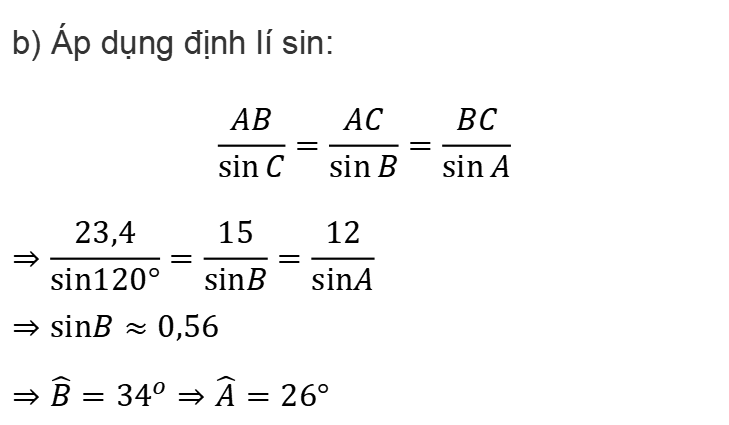 b) Áp dụng định lí sin:
AB/sin C = AC/sin B = BC/sin A
⇒ 23,4/sin120° = 15/sinB = 12/sinA
⇒ sinB ≈ 0,56
⇒ B̂ = 34ᵒ ⇒ Â = 26°